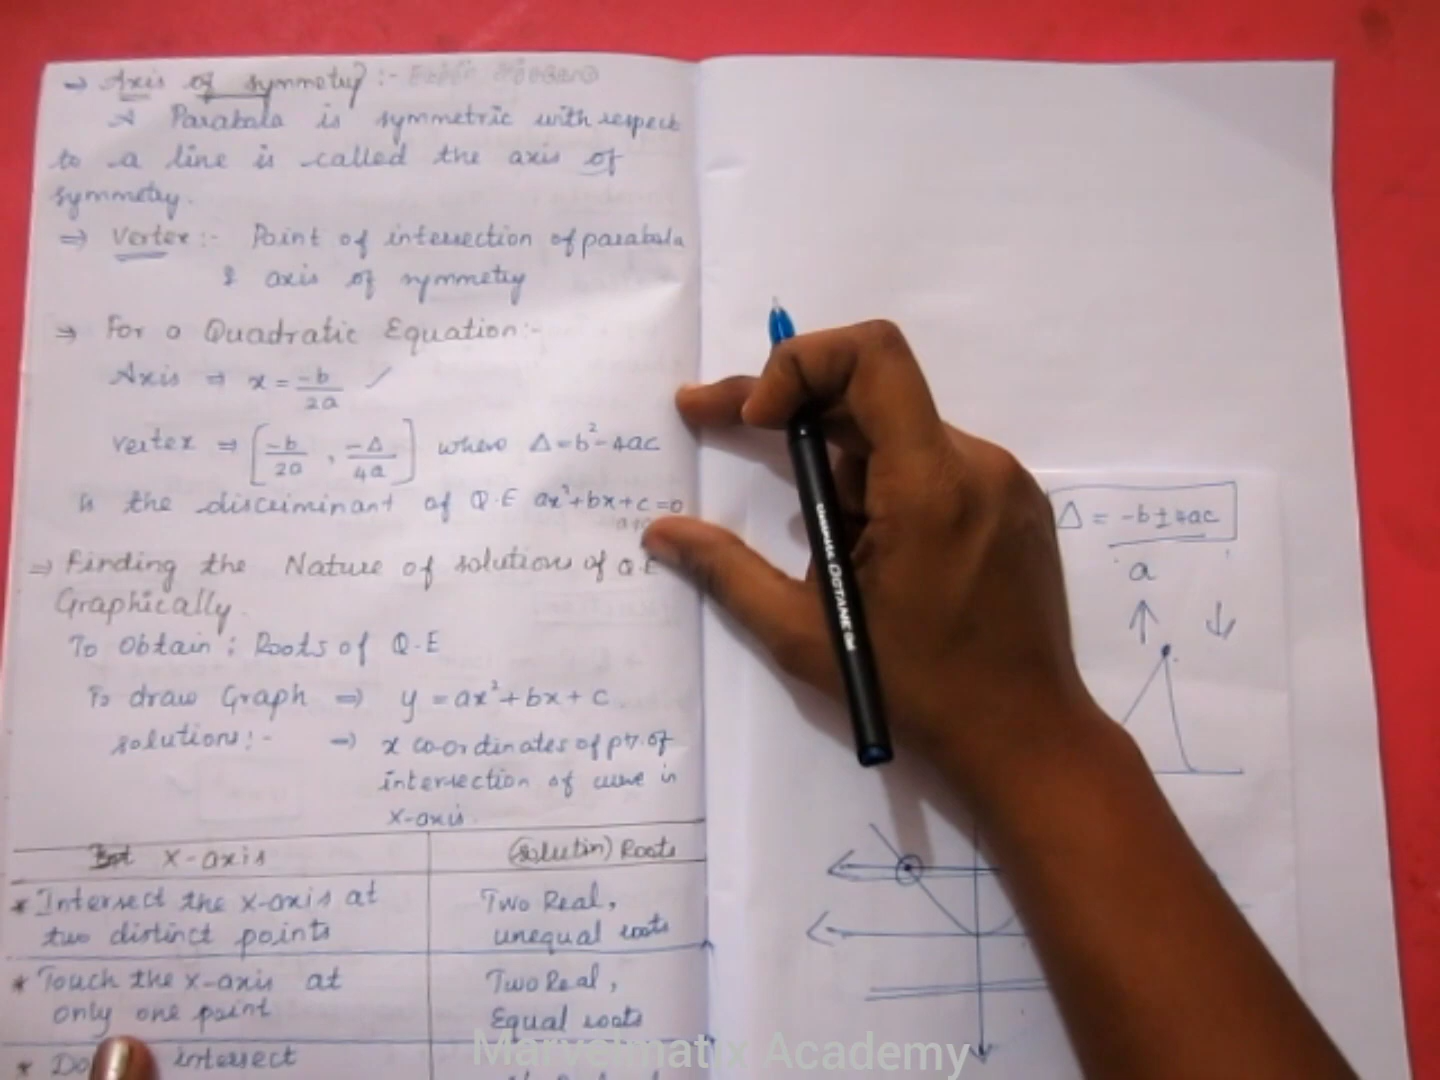 → Axis of symmetry :-
A Parabola is symmetric with respect
to a line is called the axis of
symmetry.
⇒ Vertex :- Point of intersection of parabola
& axis of symmetry
⇒ For a Quadratic Equation :-
Axis ⇒ x = -b/2a ✓
vertex ⇒ [-b/2a , -Δ/4a] where Δ = b² - 4ac
is the discriminant of Q.E ax²+bx+c=0
⇒ Finding the Nature of solutions of Q.E
Graphically.
To Obtain : Roots of Q.E
To draw Graph ⇒ y = ax² + bx + c
solutions :- ⇒ x co-ordinates of pt. of
intersection of curve in
x-axis.
X-axis
(solution) Roots
* Intersect the x-axis at
two distinct points
Two Real,
unequal roots
* Touch the x-axis at
only one point
Two Real,
Equal roots
* Do intersect
Δ = -b ± 4ac
a
↑ ↓
OCTANE
Marvelmatix Academy